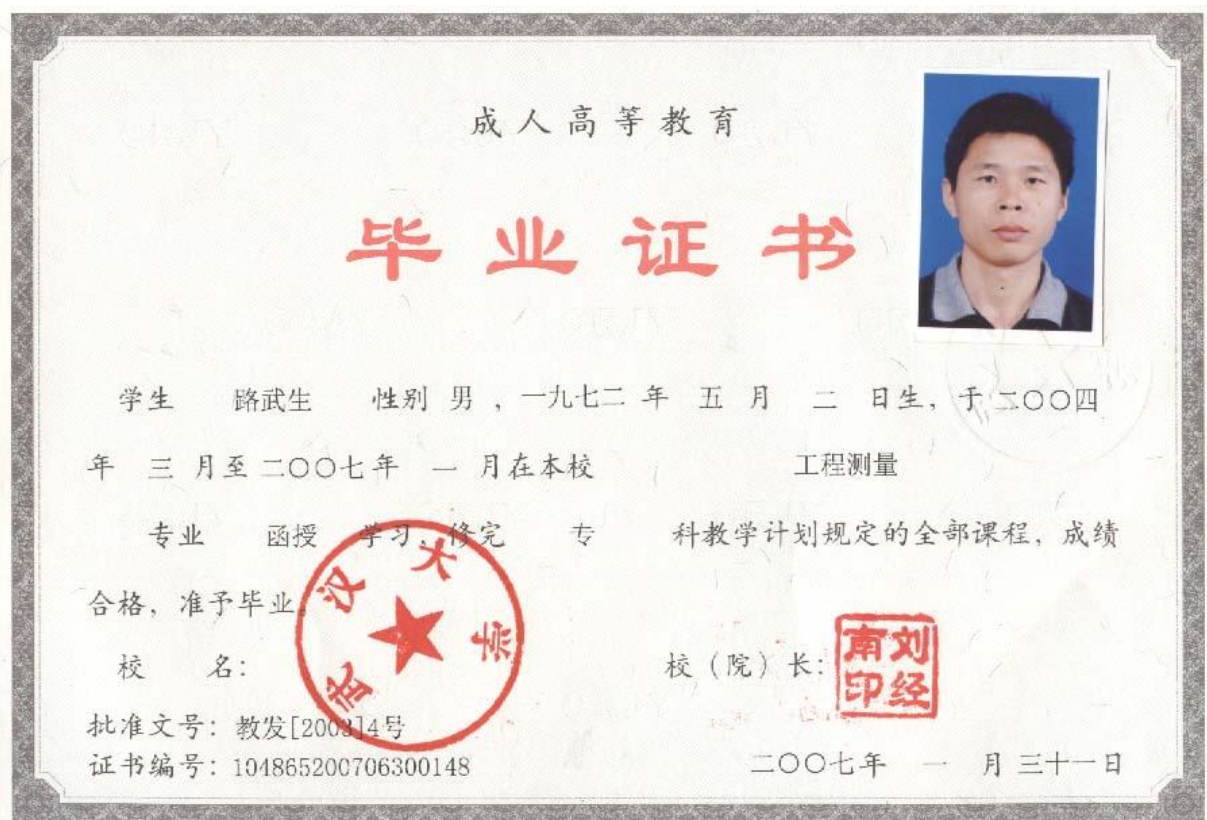 成人高等教育
毕业证书
学生 路武生 性别 男 , 一九七二 年 五 月 二 日生, 于 二〇〇四
年 三 月至 二〇〇七 年 一 月在本校 工程测量
专业 函授 学习, 修完 专 科教学计划规定的全部课程, 成绩
合格, 准予毕业。
校 名: 武汉大学
校（院）长: 刘经南印
批准文号: 教发[2003]4号
证书编号: 104865200706300148
二〇〇七年 一 月 三十一日